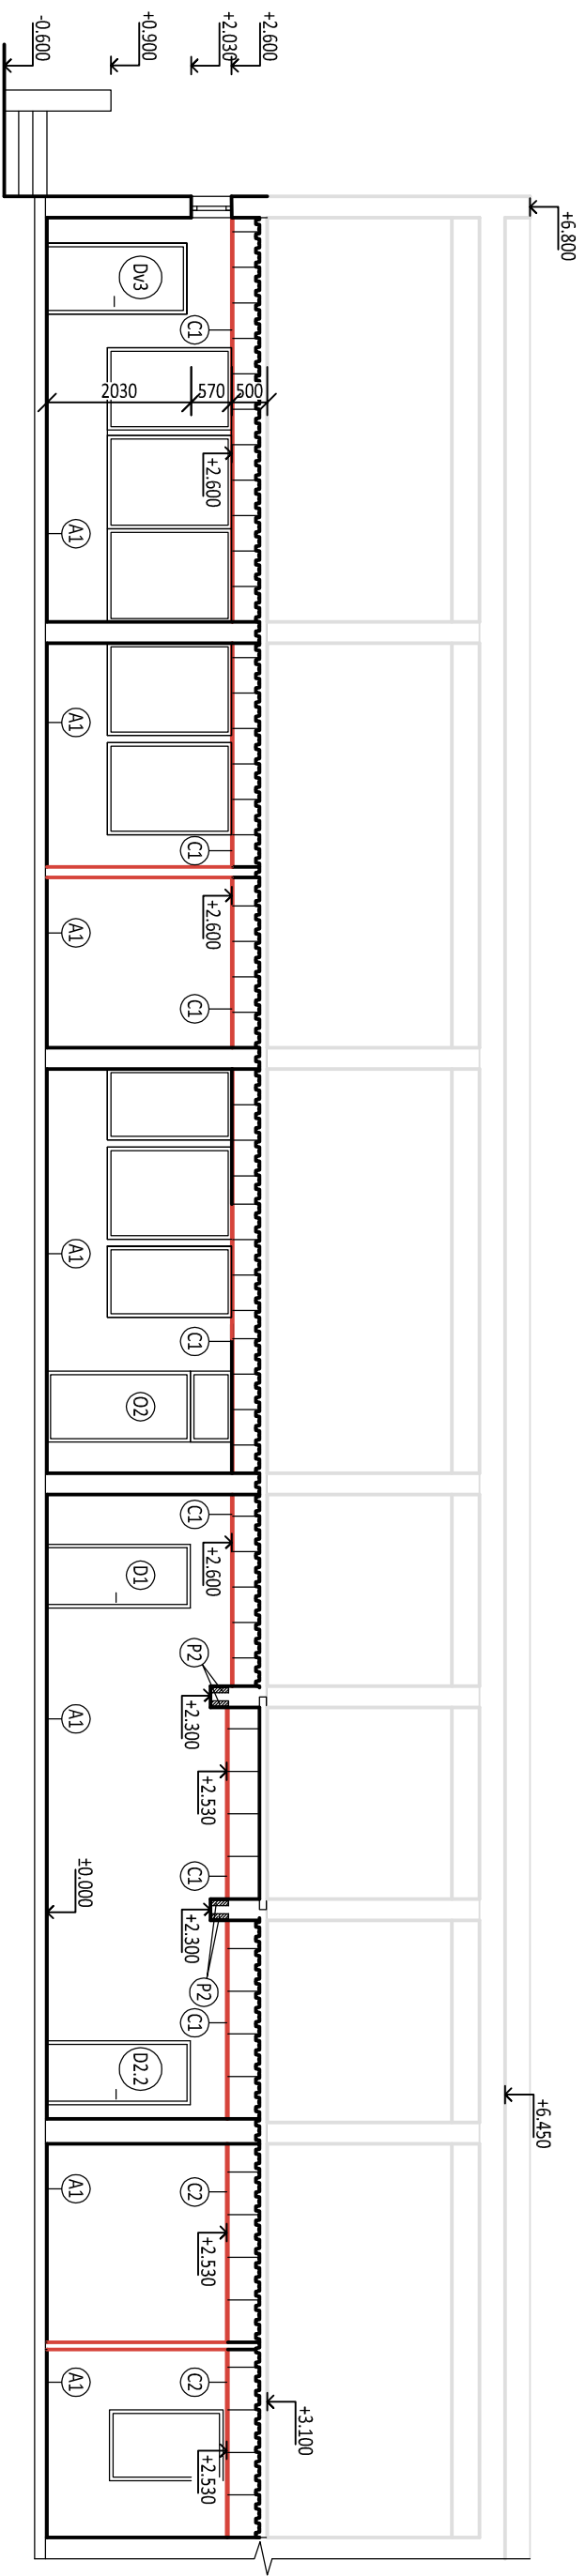 +2.600
+2.030
+0.900
-0.600
+6.800
Dv3
C1
2030
570
500
+2.600
A1
A1
C1
+2.600
A1
C1
A1
C1
O2
C1
+2.600
D1
P2
+2.300
A1
+2.530
C1
±0.000
+2.300
P2
C1
D2.2
+6.450
A1
C2
+2.530
A1
C2
+3.100
+2.530